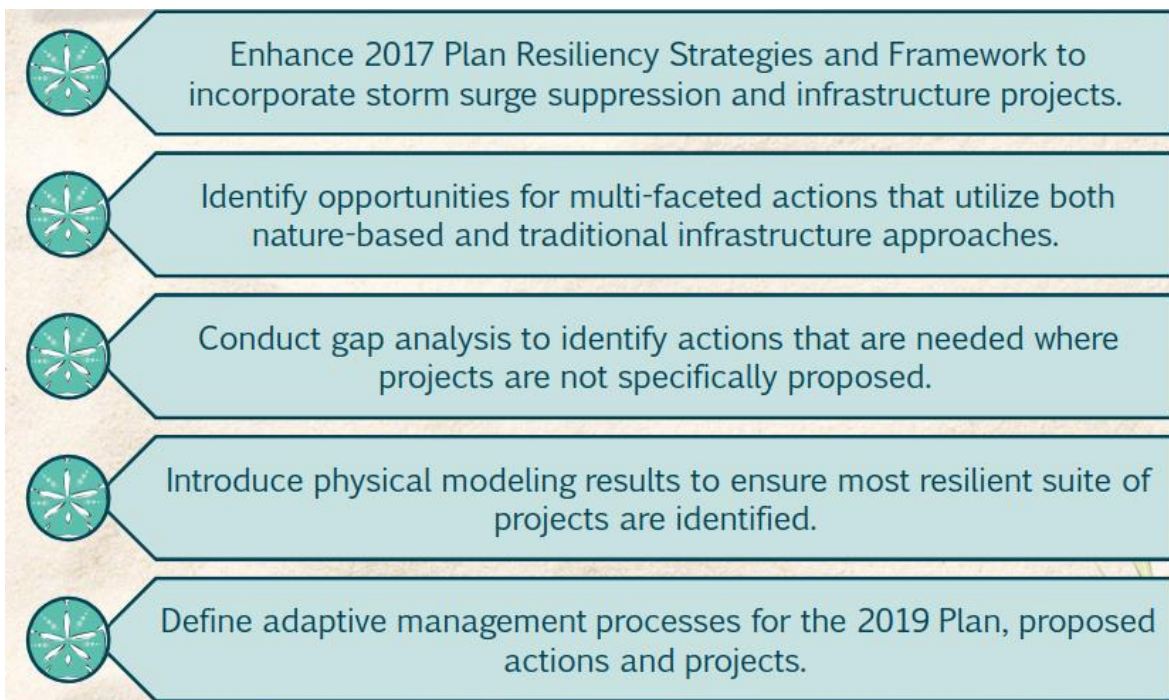 Enhance 2017 Plan Resiliency Strategies and Framework to
incorporate storm surge suppression and infrastructure projects.
Identify opportunities for multi-faceted actions that utilize both
nature-based and traditional infrastructure approaches.
Conduct gap analysis to identify actions that are needed where
projects are not specifically proposed.
Introduce physical modeling results to ensure most resilient suite of
projects are identified.
Define adaptive management processes for the 2019 Plan, proposed
actions and projects.